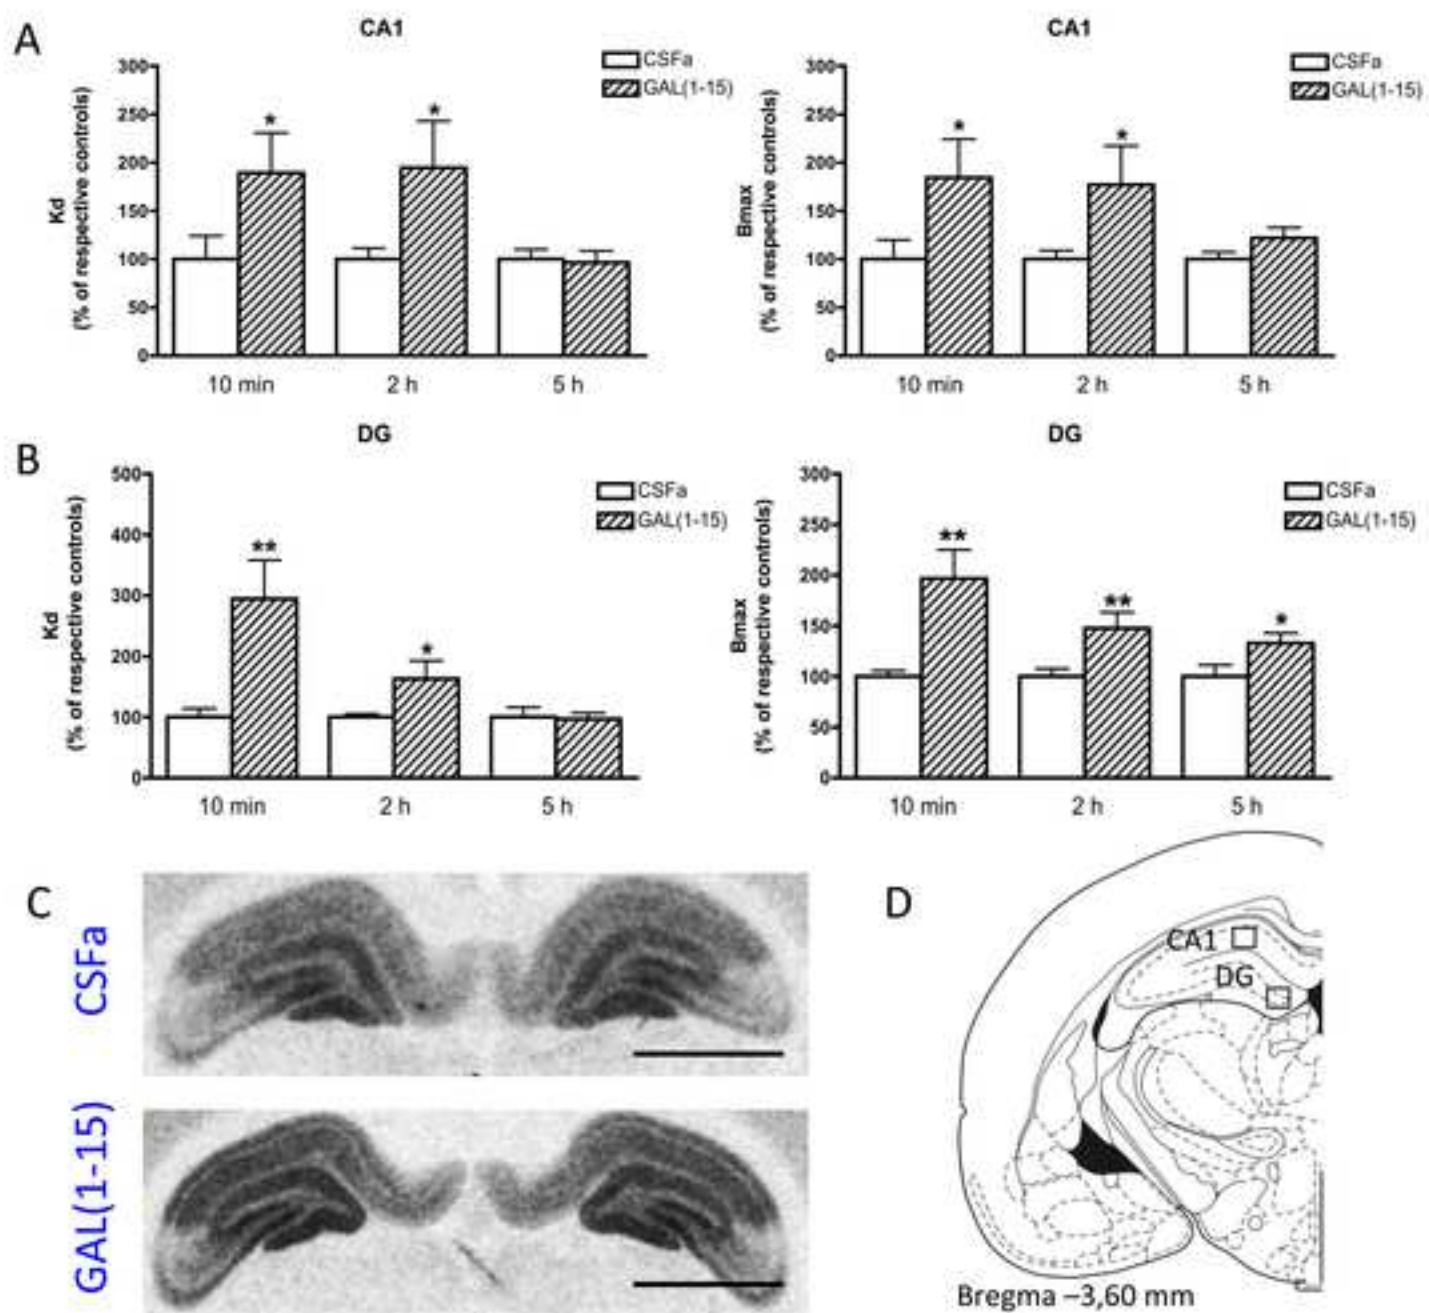 A
CA1
Kd
(% of respective controls)
300
250
200
150
100
50
0
CSFa
GAL(1-15)
*
*
10 min
2 h
5 h
CA1
Bmax
(% of respective controls)
300
250
200
150
100
50
0
CSFa
GAL(1-15)
*
*
10 min
2 h
5 h
B
DG
Kd
(% of respective controls)
500
400
300
200
100
0
CSFa
GAL(1-15)
**
*
10 min
2 h
5 h
DG
Bmax
(% of respective controls)
300
250
200
150
100
50
0
CSFa
GAL(1-15)
**
**
*
10 min
2 h
5 h
C
CSFa
GAL(1-15)
D
CA1
DG
Bregma –3,60 mm